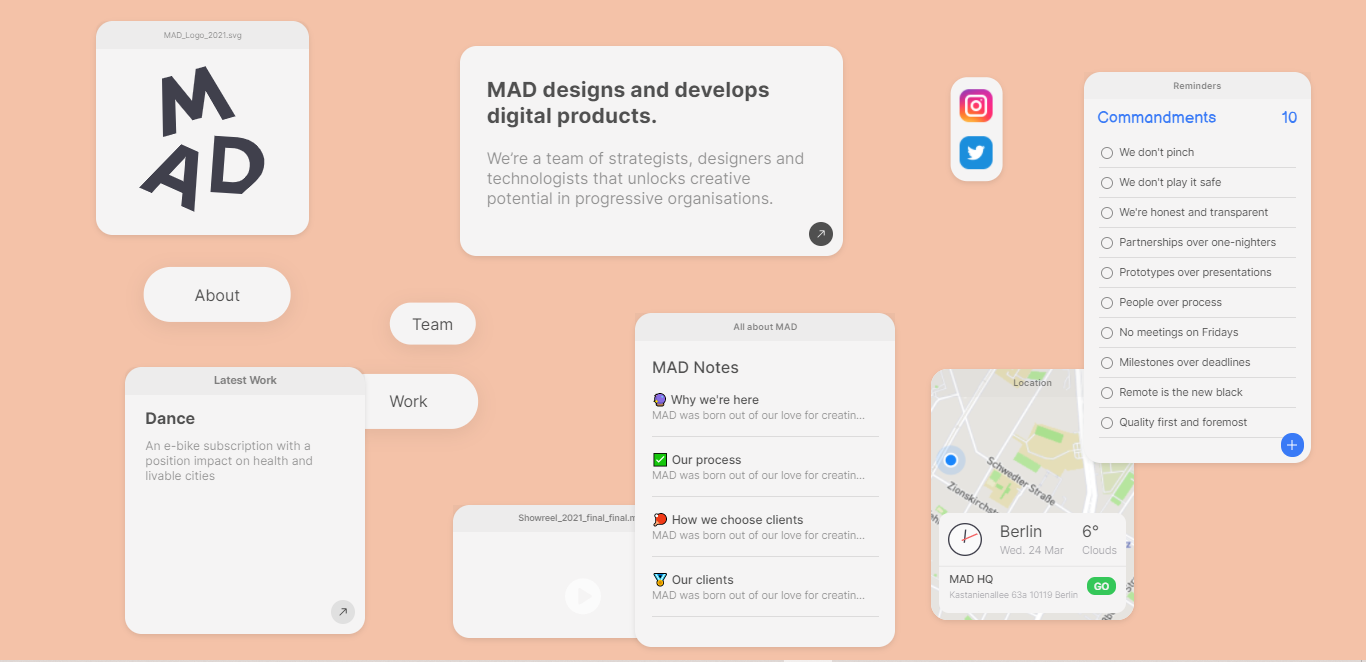 MAD_Logo_2021.svg
M
AD
About
Team
Work
Latest Work
Dance
An e-bike subscription with a
position impact on health and
livable cities
MAD designs and develops
digital products.
We're a team of strategists, designers and
technologists that unlocks creative
potential in progressive organisations.
Showreel_2021_final_final.m
All about MAD
MAD Notes
Why we're here
MAD was born out of our love for creatin...
Our process
MAD was born out of our love for creatin...
How we choose clients
MAD was born out of our love for creatin...
Our clients
MAD was born out of our love for creatin...
Reminders
Commandments 10
We don't pinch
We don't play it safe
We're honest and transparent
Partnerships over one-nighters
Prototypes over presentations
People over process
No meetings on Fridays
Milestones over deadlines
Remote is the new black
Quality first and foremost
Location
Schwedter Straße
Zionskirchst
Berlin 6°
Wed. 24 Mar Clouds
MAD HQ
Kastanienallee 63a 10119 Berlin
GO